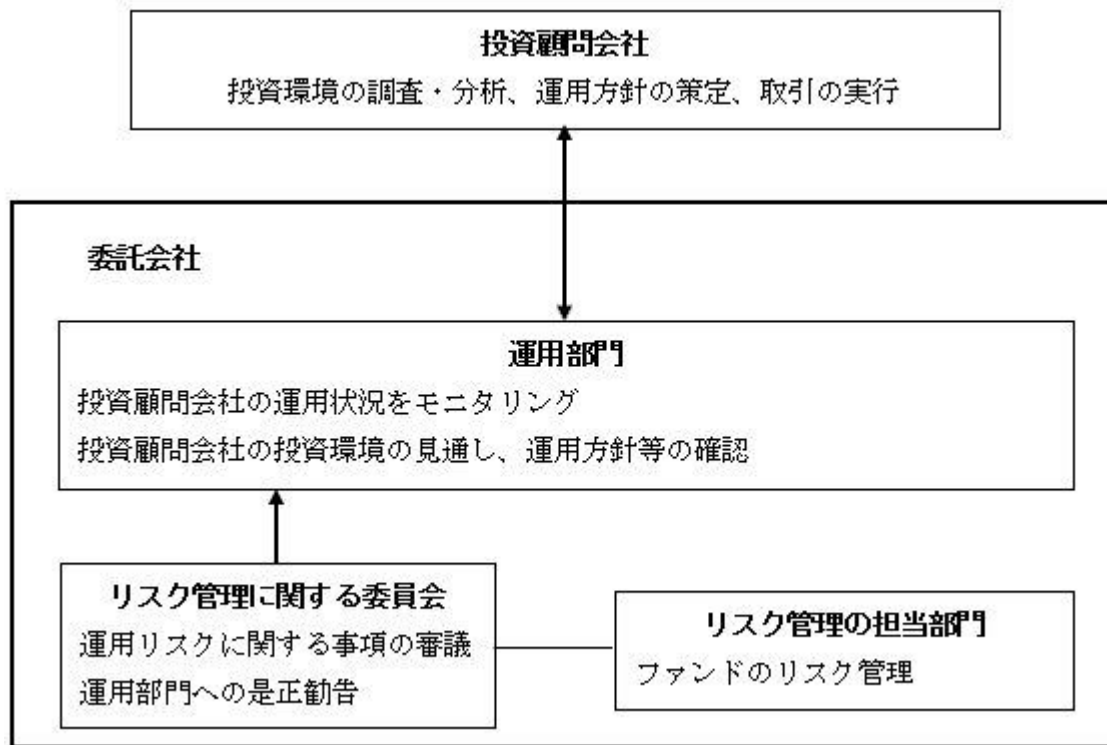 投資顧問会社
投資環境の調査・分析、運用方針の策定、取引の実行
委託会社
運用部門
投資顧問会社の運用状況をモニタリング
投資顧問会社の投資環境の見通し、運用方針等の確認
リスク管理に関する委員会
運用リスクに関する事項の審議
運用部門への是正勧告
リスク管理の担当部門
ファンドのリスク管理